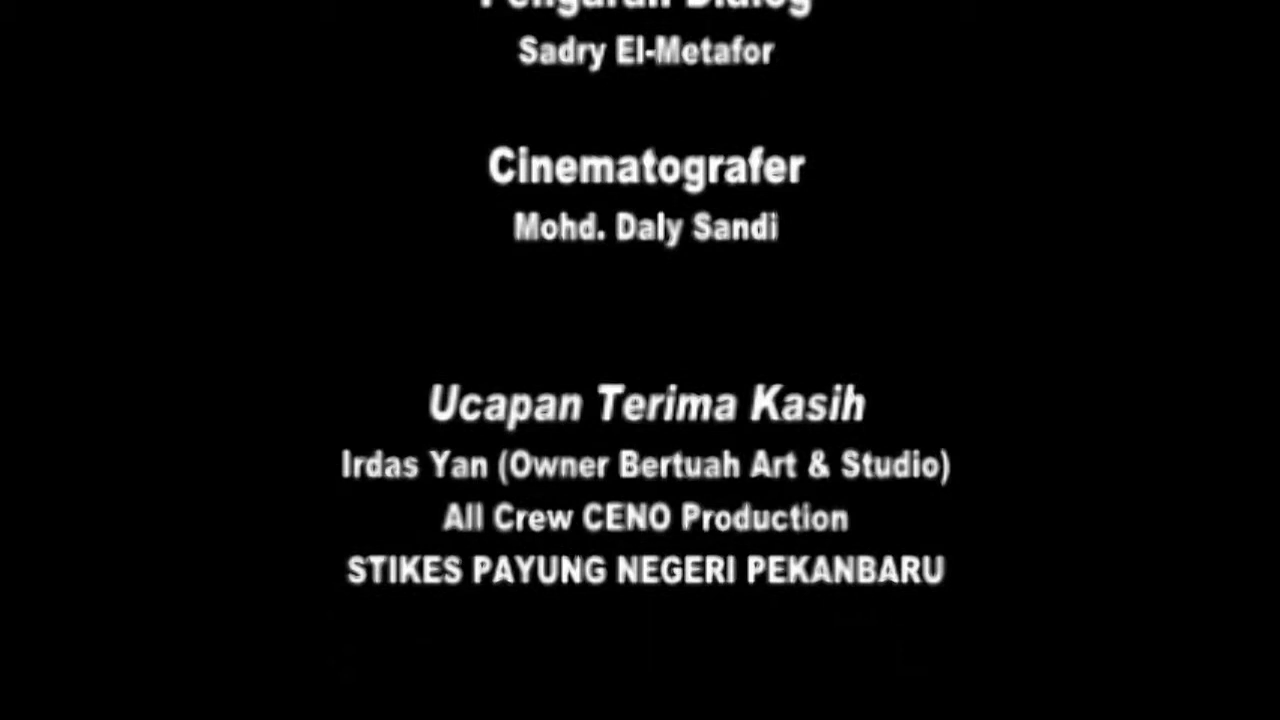 Dialog
Sadry El-Metafor
Cinematografer
Mohd. Daly Sandi
Ucapan Terima Kasih
Irdas Yan (Owner Bertuah Art & Studio)
All Crew CENO Production
STIKES PAYUNG NEGERI PEKANBARU